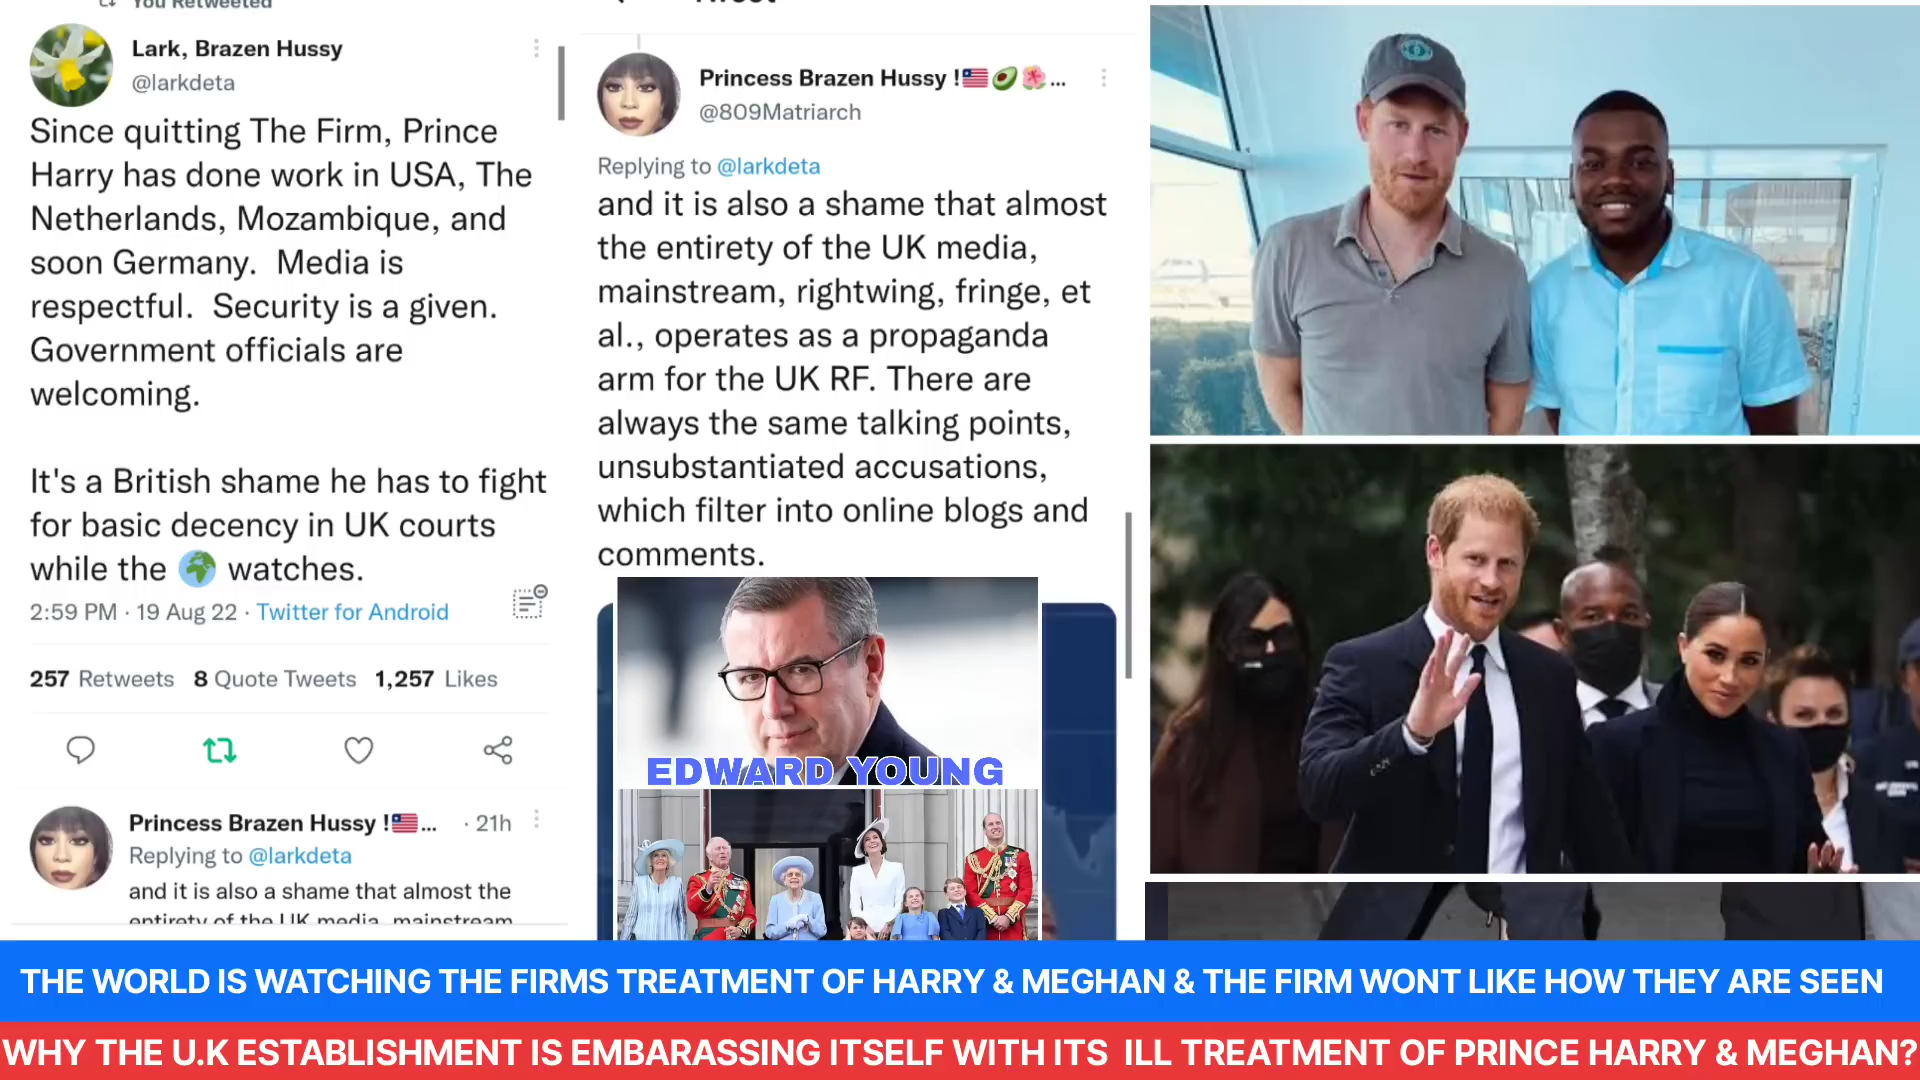 You Retweeted
Lark, Brazen Hussy
@larkdeta
Since quitting The Firm, Prince
Harry has done work in USA, The
Netherlands, Mozambique, and
soon Germany. Media is
respectful. Security is a given.
Government officials are
welcoming.
It's a British shame he has to fight
for basic decency in UK courts
while the 🌍 watches.
2:59 PM · 19 Aug 22 · Twitter for Android
257 Retweets 8 Quote Tweets 1,257 Likes
Princess Brazen Hussy !🇱🇷... · 21h
Replying to @larkdeta
and it is also a shame that almost the
entirety of the UK media, mainstream
Tweet
Princess Brazen Hussy !🇱🇷🥑🌺...
@809Matriarch
Replying to @larkdeta
and it is also a shame that almost
the entirety of the UK media,
mainstream, rightwing, fringe, et
al., operates as a propaganda
arm for the UK RF. There are
always the same talking points,
unsubstantiated accusations,
which filter into online blogs and
comments.
EDWARD YOUNG
THE WORLD IS WATCHING THE FIRMS TREATMENT OF HARRY & MEGHAN & THE FIRM WONT LIKE HOW THEY ARE SEEN
WHY THE U.K ESTABLISHMENT IS EMBARASSING ITSELF WITH ITS ILL TREATMENT OF PRINCE HARRY & MEGHAN?